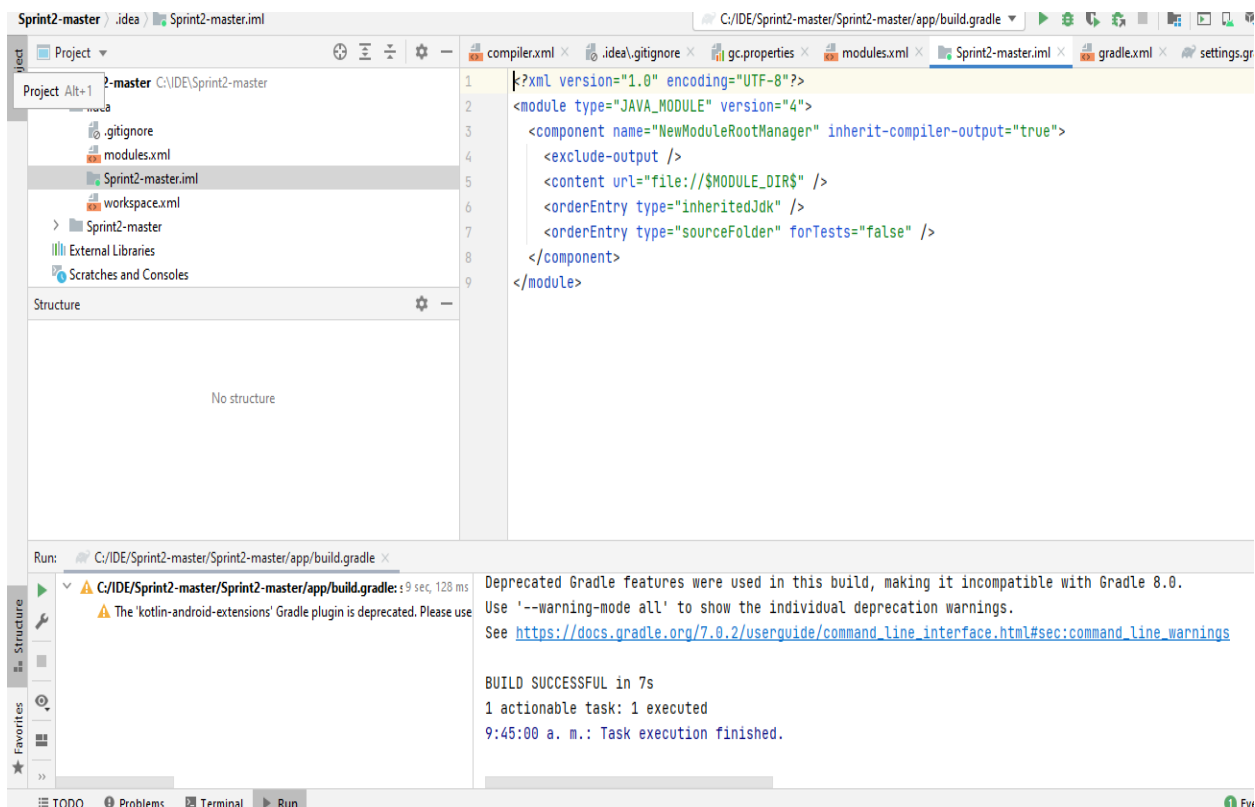 Sprint2-master › .idea › Sprint2-master.iml
C:/IDE/Sprint2-master/Sprint2-master/app/build.gradle
Project
compiler.xml
.idea\.gitignore
gc.properties
modules.xml
Sprint2-master.iml
gradle.xml
settings.gra
Project Alt+1
2-master C:\IDE\Sprint2-master
.gitignore
modules.xml
Sprint2-master.iml
workspace.xml
Sprint2-master
External Libraries
Scratches and Consoles
Structure
No structure
1 <?xml version="1.0" encoding="UTF-8"?>
2 <module type="JAVA_MODULE" version="4">
3 <component name="NewModuleRootManager" inherit-compiler-output="true">
4 <exclude-output />
5 <content url="file://$MODULE_DIR$" />
6 <orderEntry type="inheritedJdk" />
7 <orderEntry type="sourceFolder" forTests="false" />
8 </component>
9 </module>
Run: C:/IDE/Sprint2-master/Sprint2-master/app/build.gradle
C:/IDE/Sprint2-master/Sprint2-master/app/build.gradle: 9 sec, 128 ms
The 'kotlin-android-extensions' Gradle plugin is deprecated. Please use
Deprecated Gradle features were used in this build, making it incompatible with Gradle 8.0.
Use '--warning-mode all' to show the individual deprecation warnings.
See https://docs.gradle.org/7.0.2/userguide/command_line_interface.html#sec:command_line_warnings
BUILD SUCCESSFUL in 7s
1 actionable task: 1 executed
9:45:00 a. m.: Task execution finished.
Structure
Favorites
TODO
Problems
Terminal
Run
1 Eve